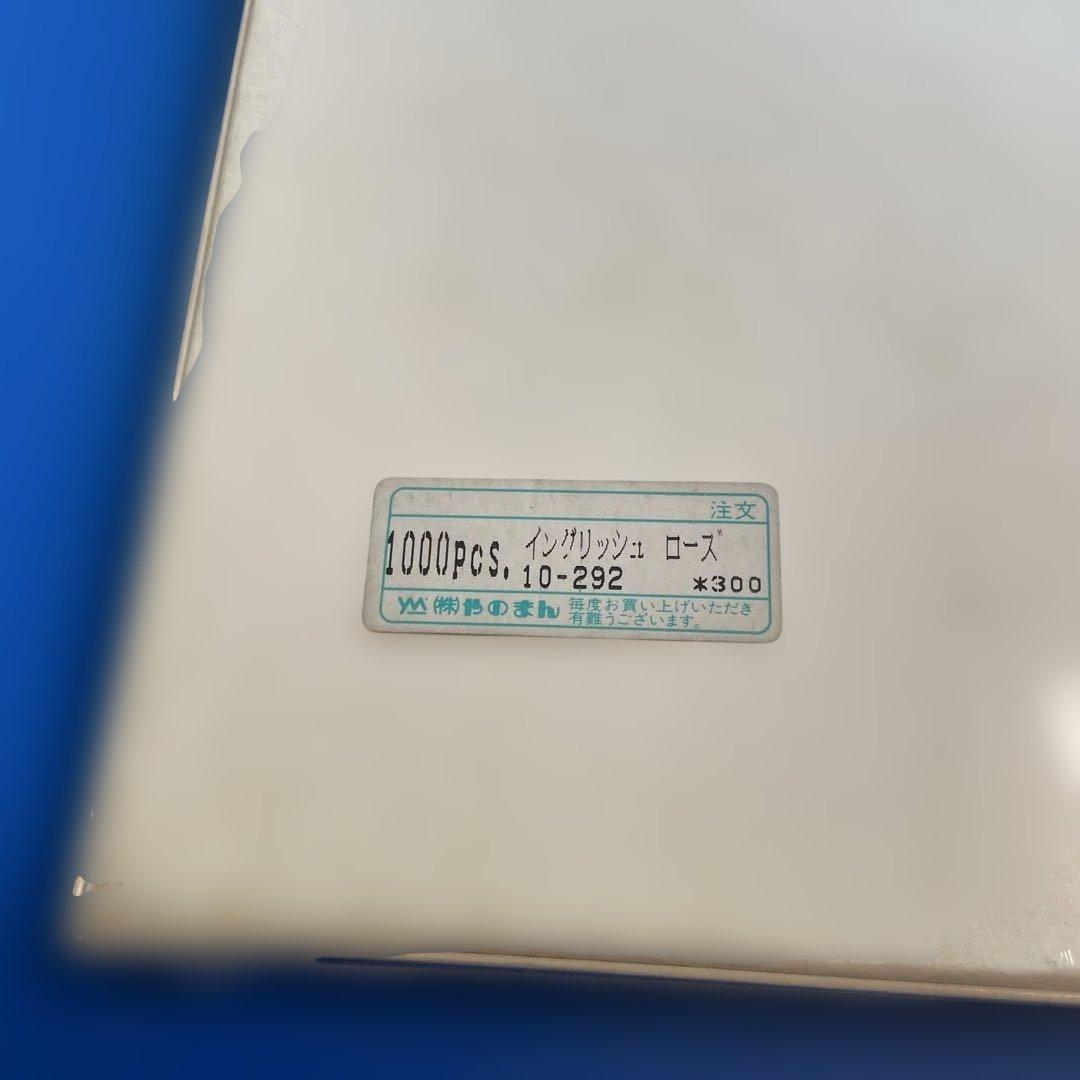 注文
1000pcs. イングリッシュ ローズ
10-292 *300
YM (株)やのまん 毎度お買い上げいただき
有難うございます。